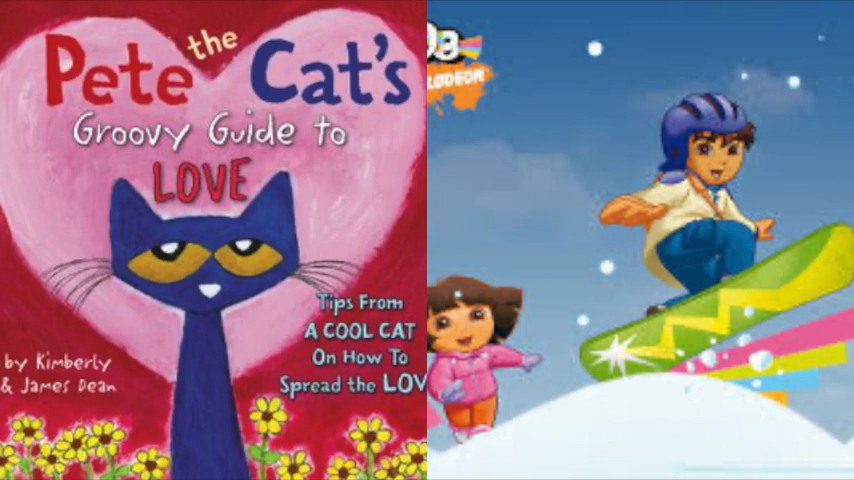 the
Pete Cat's
Groovy Guide to
LOVE
Tips From
A COOL CAT
On How To
Spread the LOV
by Kimberly
& James Dean
LODEON